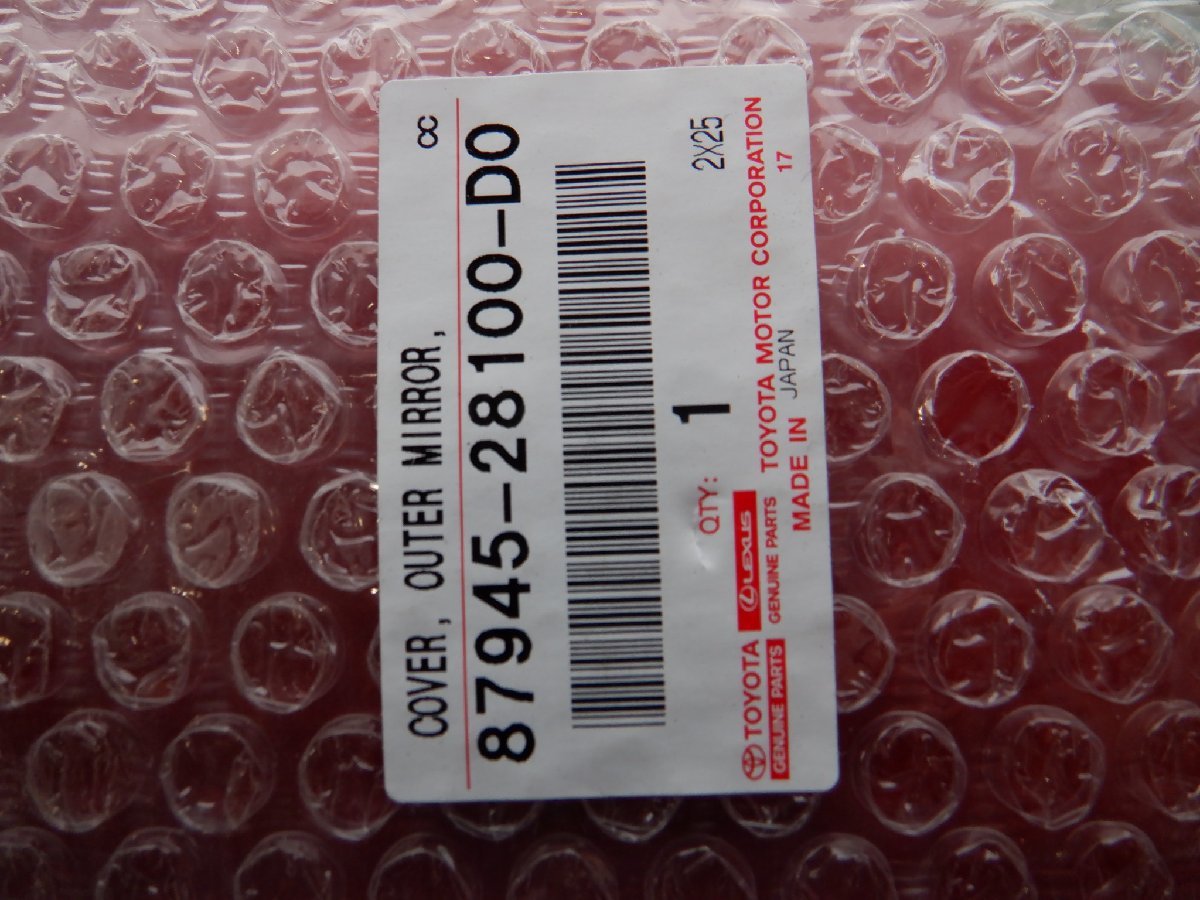 COVER, OUTER MIRROR, CC
87945-28100-D0
QTY: 1 2X25
TOYOTA LEXUS TOYOTA MOTOR CORPORATION
GENUINE PARTS GENUINE PARTS MADE IN JAPAN 17